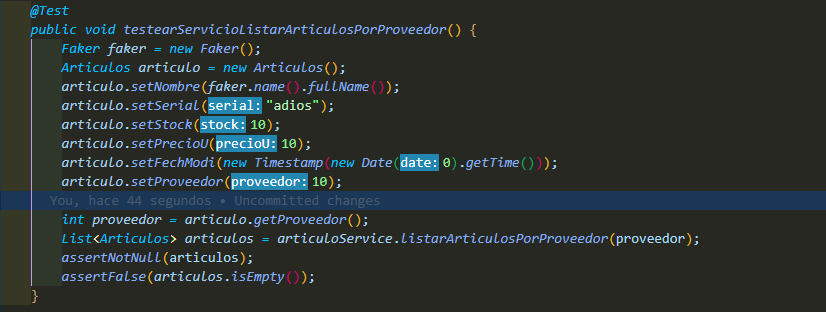 @Test
public void testearServicioListarArticulosPorProveedor() {
Faker faker = new Faker();
Articulos articulo = new Articulos();
articulo.setNombre(faker.name().fullName());
articulo.setSerial(serial: "adios");
articulo.setStock(stock: 10);
articulo.setPrecioU(precioU: 10);
articulo.setFechModi(new Timestamp(new Date(date: 0).getTime()));
articulo.setProveedor(proveedor: 10);
You, hace 44 segundos • Uncommitted changes
int proveedor = articulo.getProveedor();
List<Articulos> articulos = articuloService.listarArticulosPorProveedor(proveedor);
assertNotNull(articulos);
assertFalse(articulos.isEmpty());
}